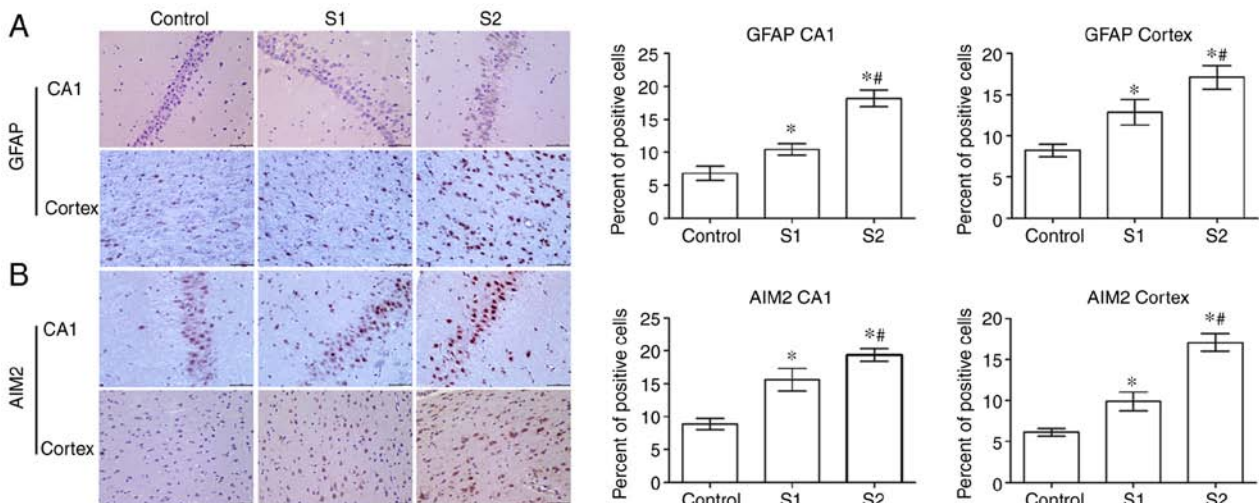 A
Control
S1
S2
GFAP
CA1
Cortex
B
AIM2
CA1
Cortex
GFAP CA1
Percent of positive cells
25
20
15
10
5
0
*
*#
Control
S1
S2
GFAP Cortex
Percent of positive cells
20
15
10
5
0
*
*#
Control
S1
S2
AIM2 CA1
Percent of positive cells
25
20
15
10
5
0
*
*#
Control
S1
S2
AIM2 Cortex
Percent of positive cells
20
15
10
5
0
*
*#
Control
S1
S2